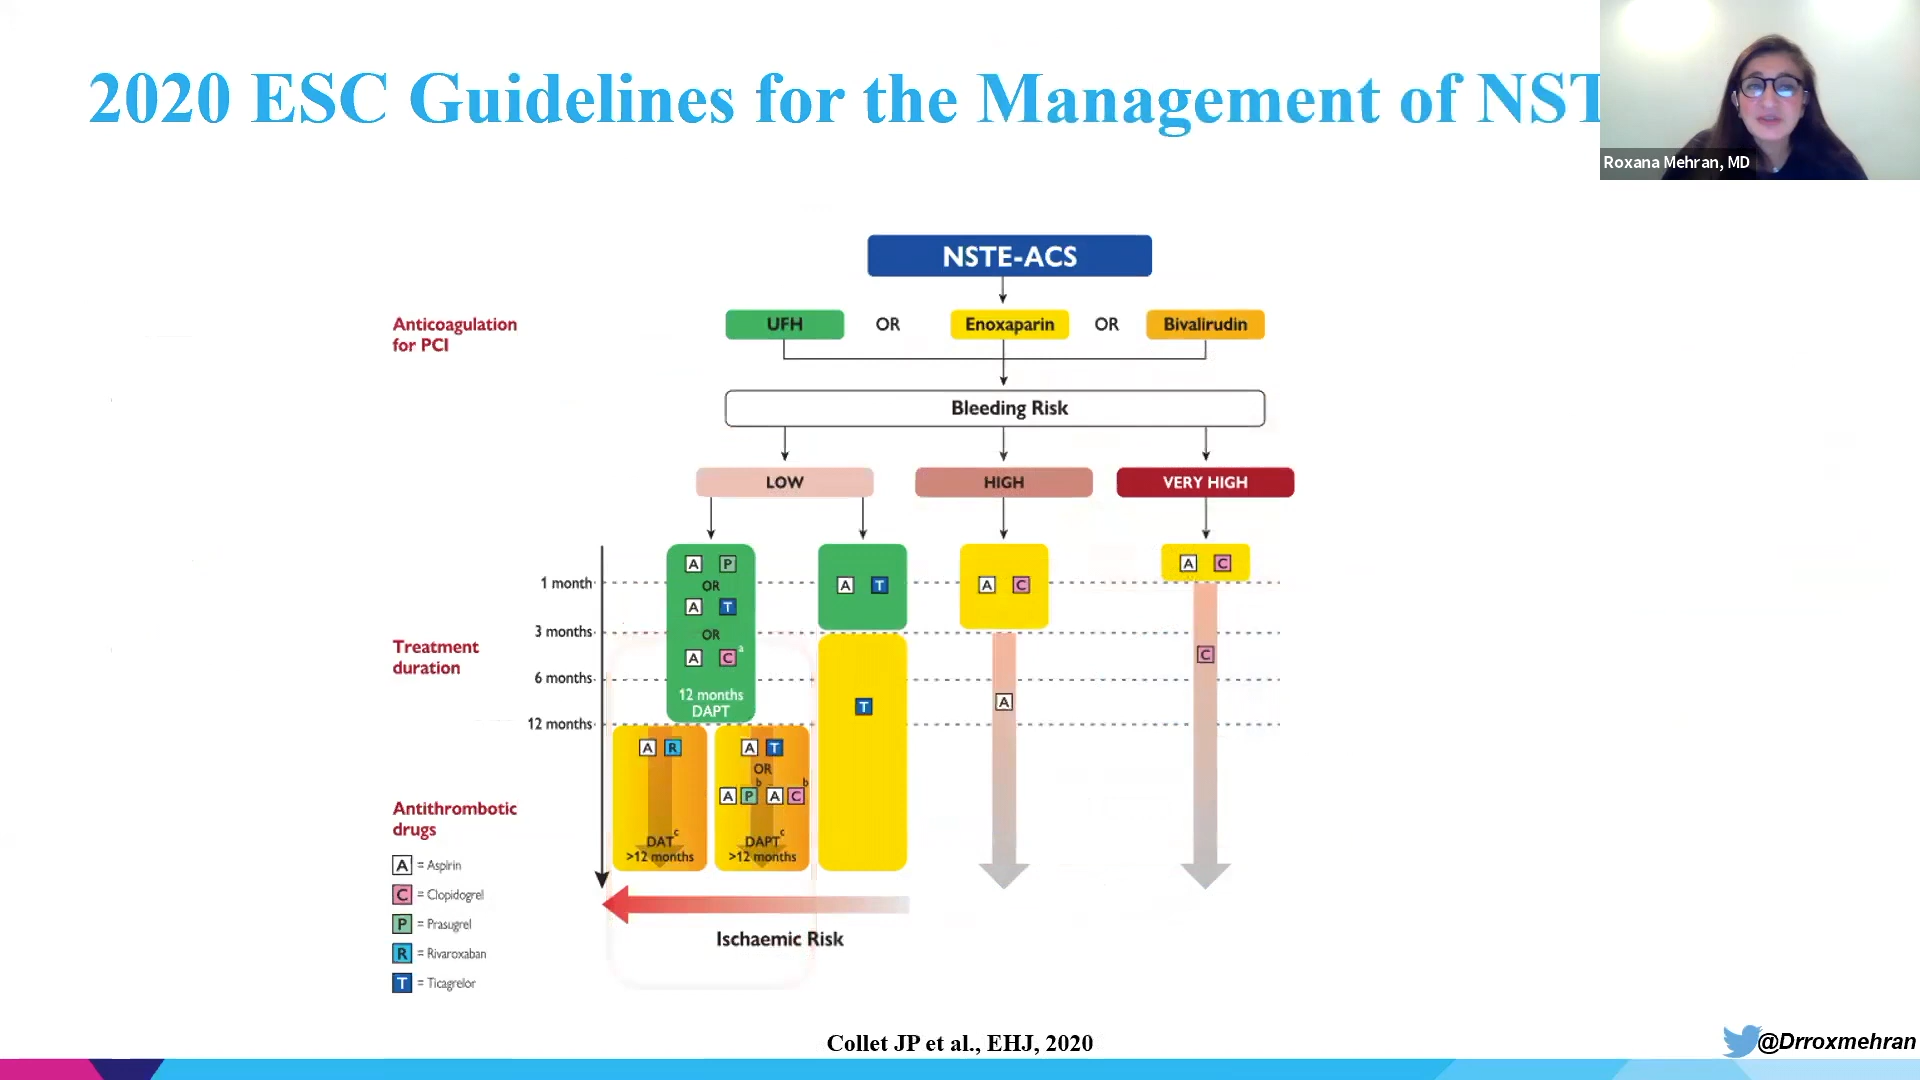 2020 ESC Guidelines for the Management of NST
Roxana Mehran, MD
NSTE-ACS
Anticoagulation
for PCI
UFH OR Enoxaparin OR Bivalirudin
Bleeding Risk
LOW HIGH VERY HIGH
A P
OR
A T
OR
A C a
12 months
DAPT
A T
A C
A C
1 month
3 months
6 months
12 months
Treatment
duration
T
A
C
A R
DAT c
>12 months
A T
OR
A P b A C b
DAPT c
>12 months
Antithrombotic
drugs
A = Aspirin
C = Clopidogrel
P = Prasugrel
R = Rivaroxaban
T = Ticagrelor
Ischaemic Risk
Collet JP et al., EHJ, 2020
@Drroxmehran